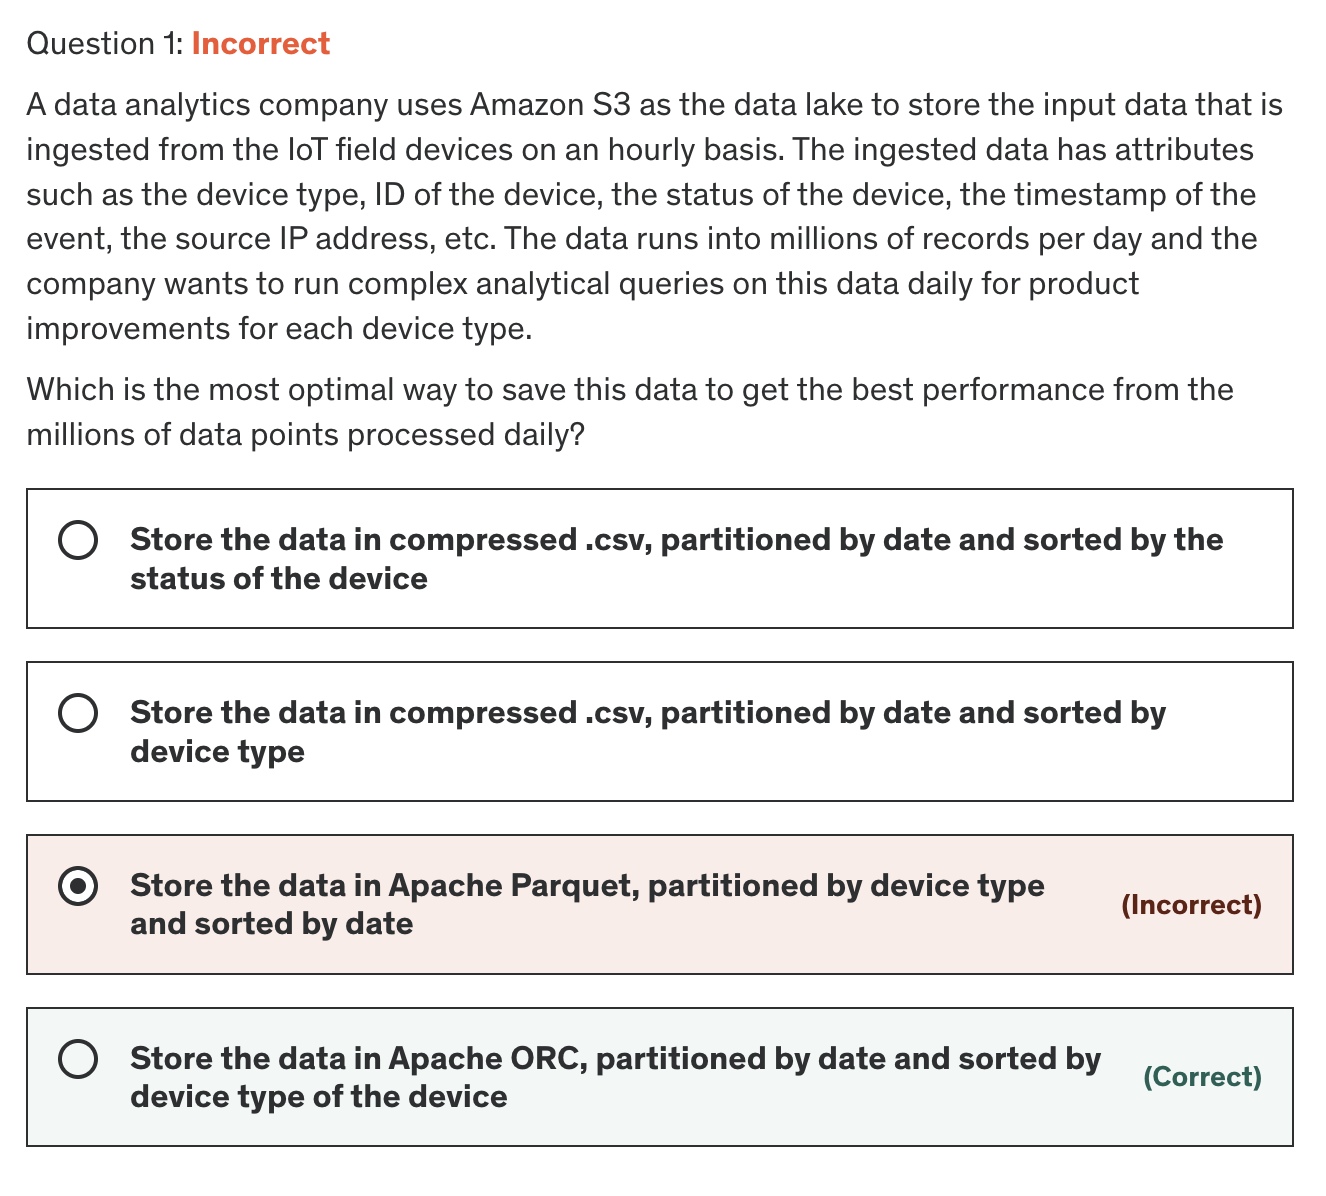 Question 1: Incorrect
A data analytics company uses Amazon S3 as the data lake to store the input data that is
ingested from the IoT field devices on an hourly basis. The ingested data has attributes
such as the device type, ID of the device, the status of the device, the timestamp of the
event, the source IP address, etc. The data runs into millions of records per day and the
company wants to run complex analytical queries on this data daily for product
improvements for each device type.
Which is the most optimal way to save this data to get the best performance from the
millions of data points processed daily?
Store the data in compressed .csv, partitioned by date and sorted by the
status of the device
Store the data in compressed .csv, partitioned by date and sorted by
device type
Store the data in Apache Parquet, partitioned by device type
and sorted by date
(Incorrect)
Store the data in Apache ORC, partitioned by date and sorted by
device type of the device
(Correct)